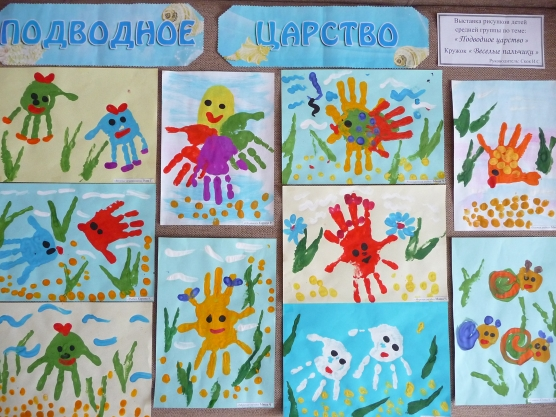 ПОДВОДНОЕ ЦАРСТВО
Выставка рисунков детей
средней группы по теме:
« Подводное царство »
Кружок « Веселые пальчики »